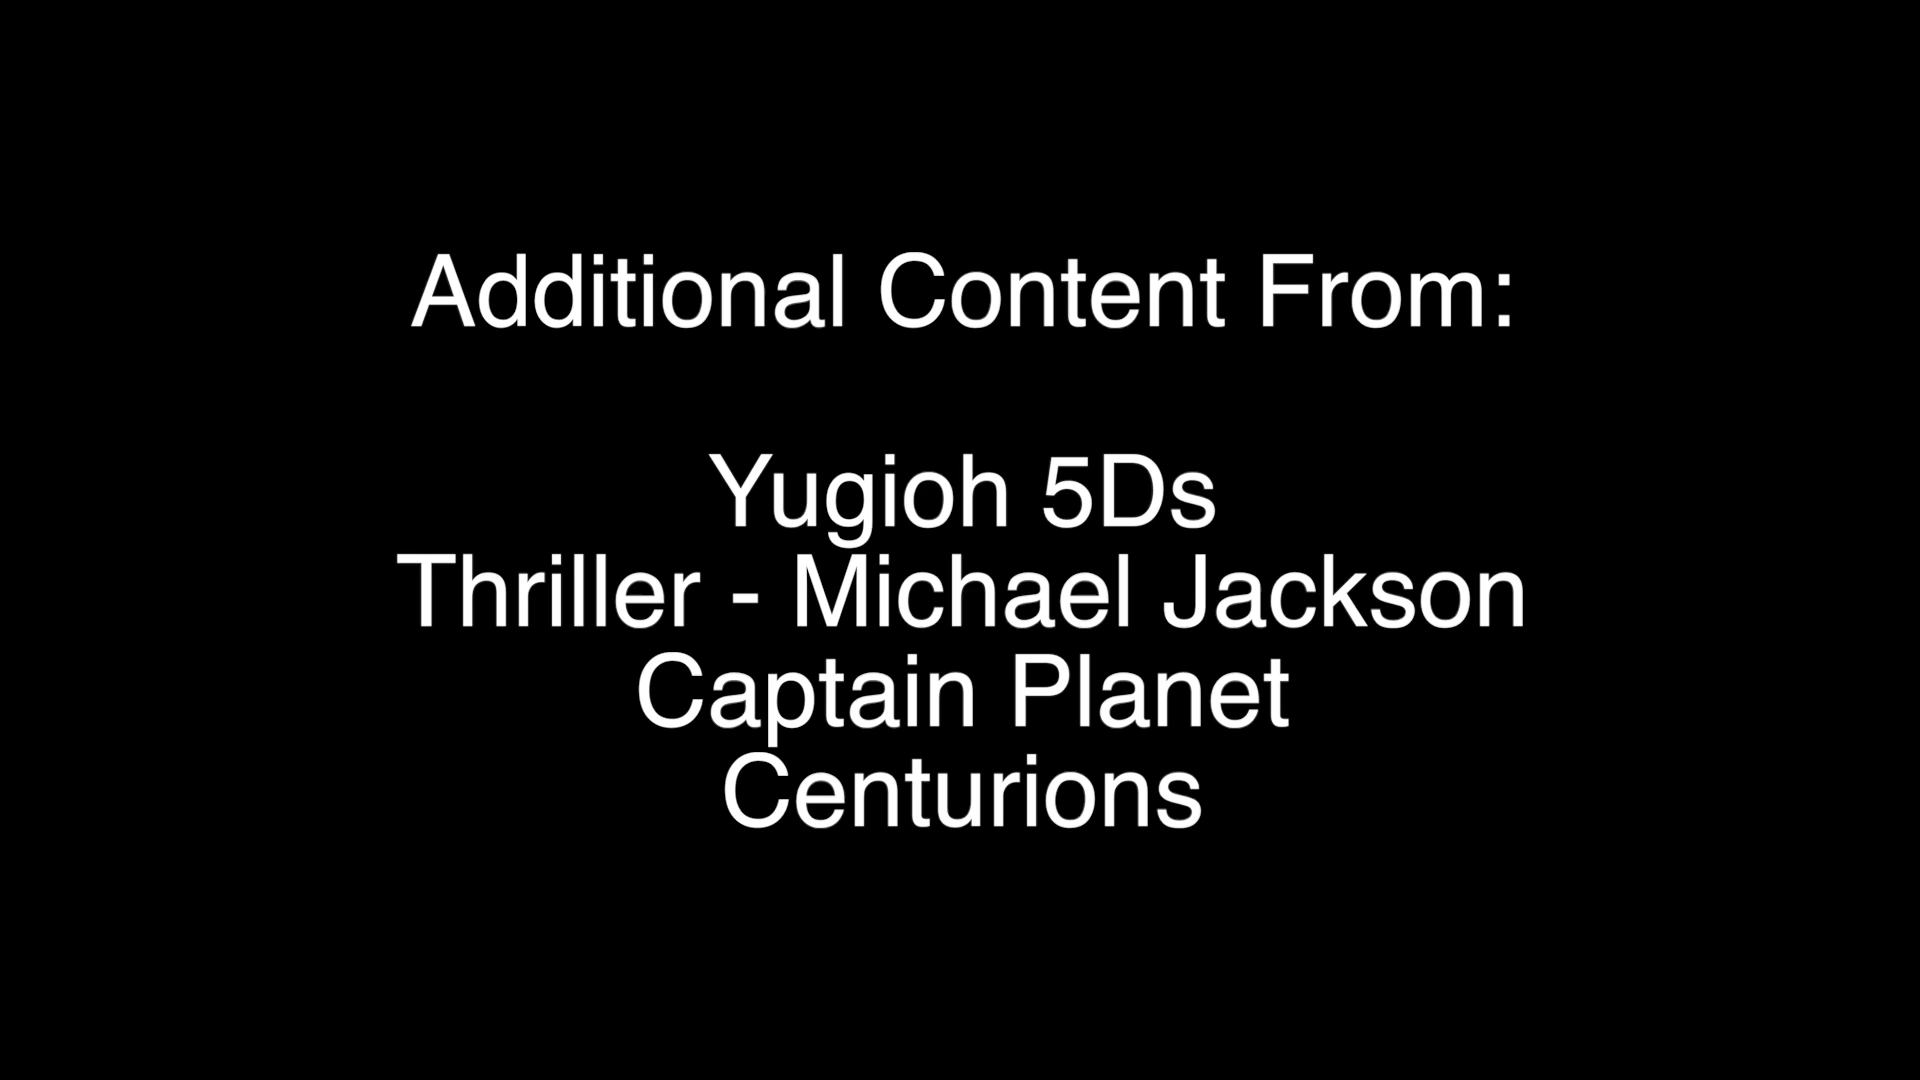 Additional Content From:
Yugioh 5Ds
Thriller - Michael Jackson
Captain Planet
Centurions